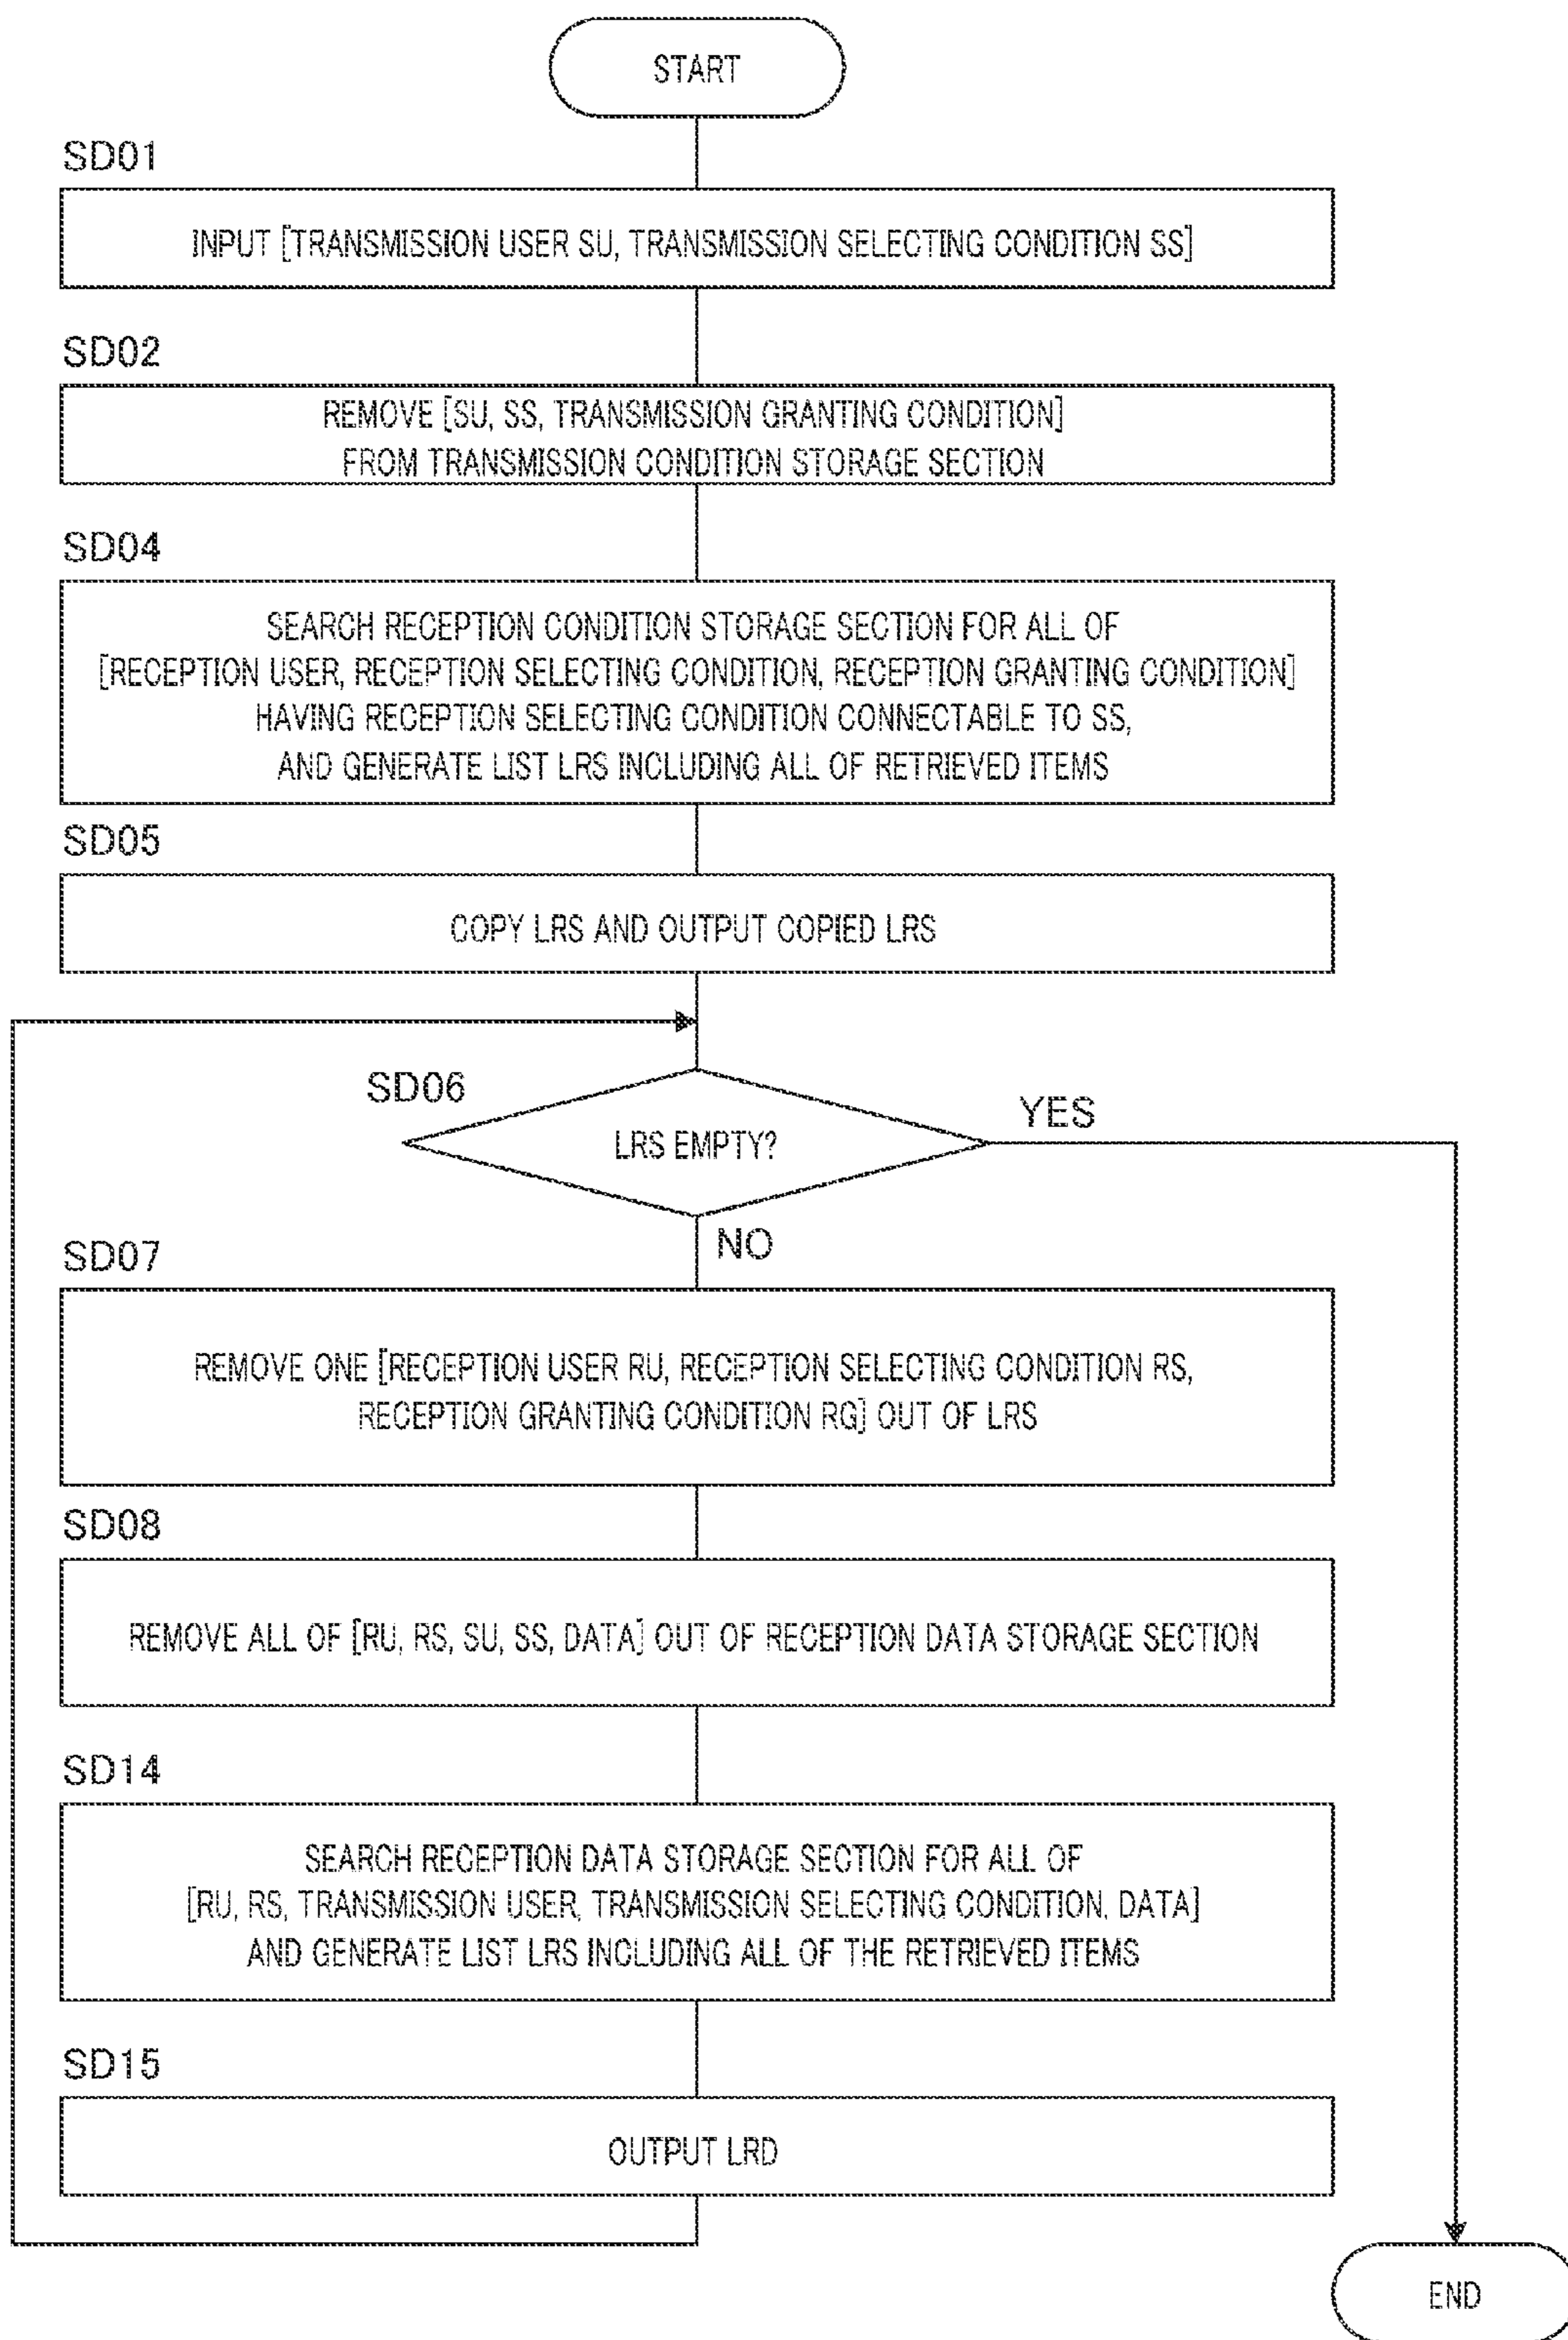 START
SD01
INPUT [TRANSMISSION USER SU, TRANSMISSION SELECTING CONDITION SS]
SD02
REMOVE [SU, SS, TRANSMISSION GRANTING CONDITION]
FROM TRANSMISSION CONDITION STORAGE SECTION
SD04
SEARCH RECEPTION CONDITION STORAGE SECTION FOR ALL OF
[RECEPTION USER, RECEPTION SELECTING CONDITION, RECEPTION GRANTING CONDITION]
HAVING RECEPTION SELECTING CONDITION CONNECTABLE TO SS,
AND GENERATE LIST LRS INCLUDING ALL OF RETRIEVED ITEMS
SD05
COPY LRS AND OUTPUT COPIED LRS
SD06
LRS EMPTY?
YES
NO
SD07
REMOVE ONE [RECEPTION USER RU, RECEPTION SELECTING CONDITION RS,
RECEPTION GRANTING CONDITION RG] OUT OF LRS
SD08
REMOVE ALL OF [RU, RS, SU, SS, DATA] OUT OF RECEPTION DATA STORAGE SECTION
SD14
SEARCH RECEPTION DATA STORAGE SECTION FOR ALL OF
[RU, RS, TRANSMISSION USER, TRANSMISSION SELECTING CONDITION, DATA]
AND GENERATE LIST LRS INCLUDING ALL OF THE RETRIEVED ITEMS
SD15
OUTPUT LRD
END